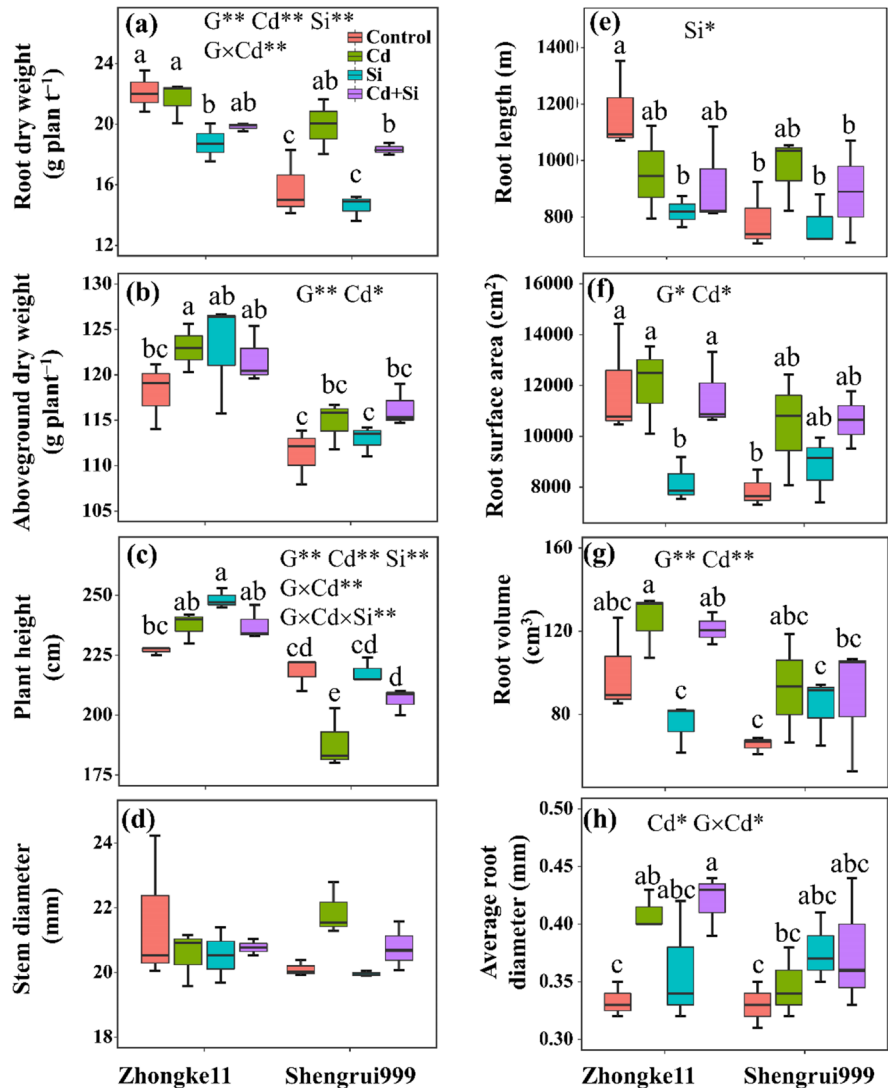 (a)
G** Cd** Si**
G×Cd**
Control
Cd
Si
Cd+Si
Root dry weight
(g plan t⁻¹)
24
22
20
16
12
a a b ab c ab c b
(b)
G** Cd*
Aboveground dry weight
(g plant⁻¹)
130
125
120
115
110
105
bc a ab ab c bc c bc
(c)
G** Cd** Si**
G×Cd**
G×Cd×Si**
Plant height
(cm)
250
225
200
175
bc ab a ab cd e cd d
(d)
Stem diameter
(mm)
24
22
20
18
Zhongke11 Shengrui999
(e)
Si*
Root length (m)
1400
1200
1000
800
a ab b ab b ab b b
(f)
G* Cd*
Root surface area (cm²)
16000
14000
12000
10000
8000
a a b a b ab ab ab
(g)
G** Cd**
Root volume
(cm³)
160
120
80
abc a c ab c abc c bc
(h)
Cd* G×Cd*
Average root
diameter (mm)
0.50
0.45
0.40
0.35
0.30
c ab abc a c bc abc abc
Zhongke11 Shengrui999